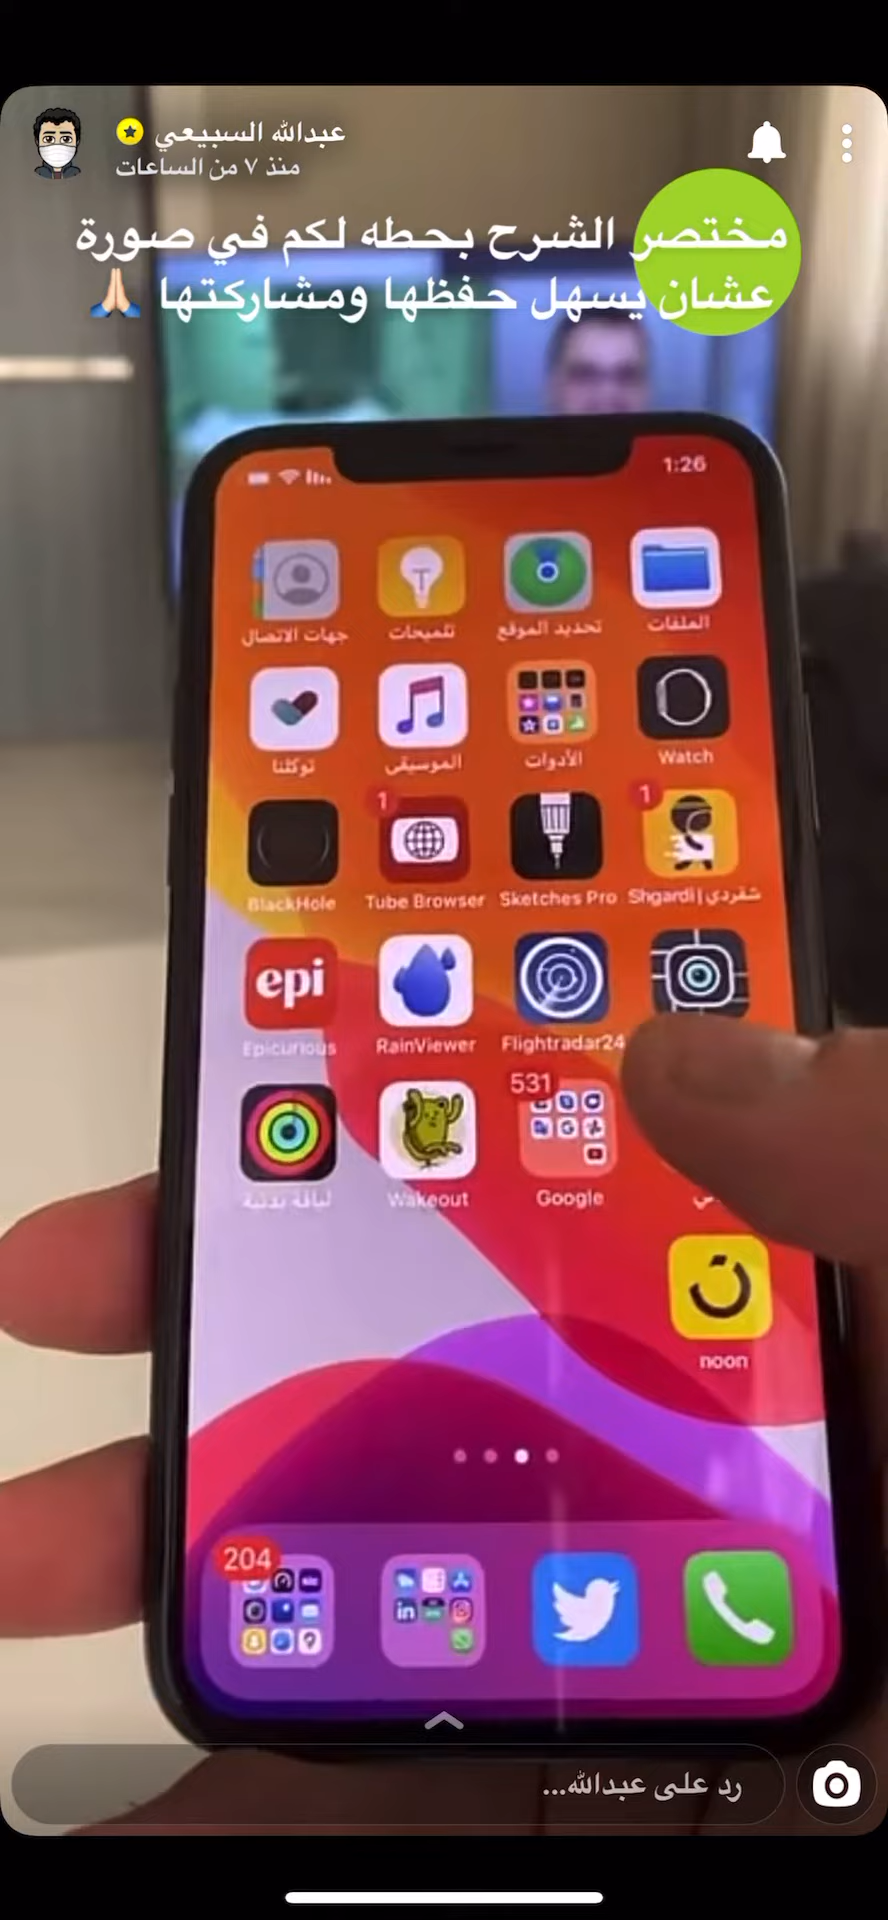 عبدالله السبيعي
منذ ٧ من الساعات
مختصر الشرح بحطه لكم في صورة
عشان يسهل حفظها ومشاركتها 🙏🏻
1:26
الملفات
تحديد الموقع
تلميحات
جهات الاتصال
Watch
الأدوات
الموسيقى
توكلنا
1
1
شقردي | Shgardi
Sketches Pro
Tube Browser
BlackHole
epi
Flightradar24
RainViewer
Epicurious
531
Google
Wakeout
لياقة بدنية
noon
204
in
رد على عبدالله...